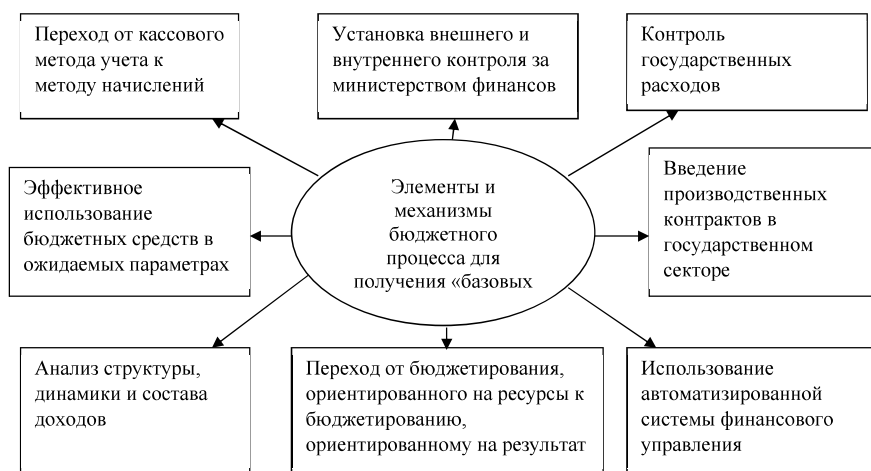 Переход от кассового
метода учета к
методу начислений
Установка внешнего и
внутреннего контроля за
министерством финансов
Контроль
государственных
расходов
Эффективное
использование
бюджетных средств в
ожидаемых параметрах
Элементы и
механизмы
бюджетного
процесса для
получения «базовых
Введение
производственных
контрактов в
государственном
секторе
Анализ структуры,
динамики и состава
доходов
Переход от бюджетирования,
ориентированного на ресурсы к
бюджетированию,
ориентированному на результат
Использование
автоматизированной
системы финансового
управления